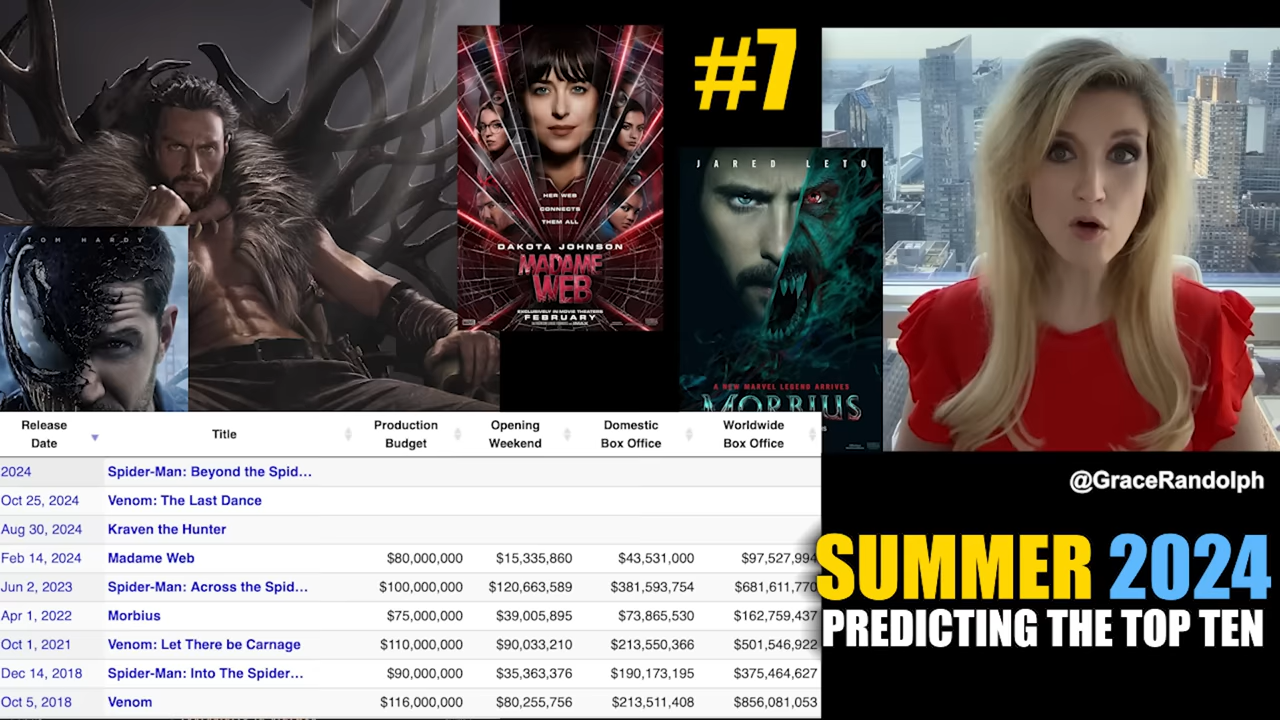 #7
JARED LETO
TOM HARDY
HER WEB
CONNECTS
THEM ALL
DAKOTA JOHNSON
MADAME
WEB
EXCLUSIVELY IN MOVIE THEATERS
FEBRUARY
A NEW MARVEL LEGEND ARRIVES
MORBIUS
Release Date Title Production Budget Opening Weekend Domestic Box Office Worldwide Box Office
2024 Spider-Man: Beyond the Spid...
Oct 25, 2024 Venom: The Last Dance
Aug 30, 2024 Kraven the Hunter
Feb 14, 2024 Madame Web $80,000,000 $15,335,860 $43,531,000 $97,527,994
Jun 2, 2023 Spider-Man: Across the Spid... $100,000,000 $120,663,589 $381,593,754 $681,611,770
Apr 1, 2022 Morbius $75,000,000 $39,005,895 $73,865,530 $162,759,437
Oct 1, 2021 Venom: Let There be Carnage $110,000,000 $90,033,210 $213,550,366 $501,546,922
Dec 14, 2018 Spider-Man: Into The Spider... $90,000,000 $35,363,376 $190,173,195 $375,464,627
Oct 5, 2018 Venom $116,000,000 $80,255,756 $213,511,408 $856,081,053
@GraceRandolph
SUMMER 2024
PREDICTING THE TOP TEN